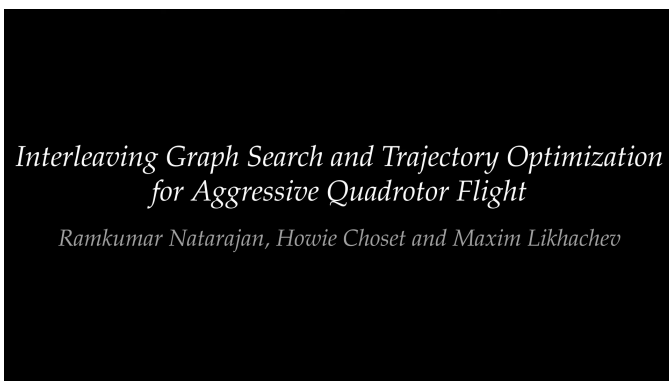 Interleaving Graph Search and Trajectory Optimization
for Aggressive Quadrotor Flight
Ramkumar Natarajan, Howie Choset and Maxim Likhachev